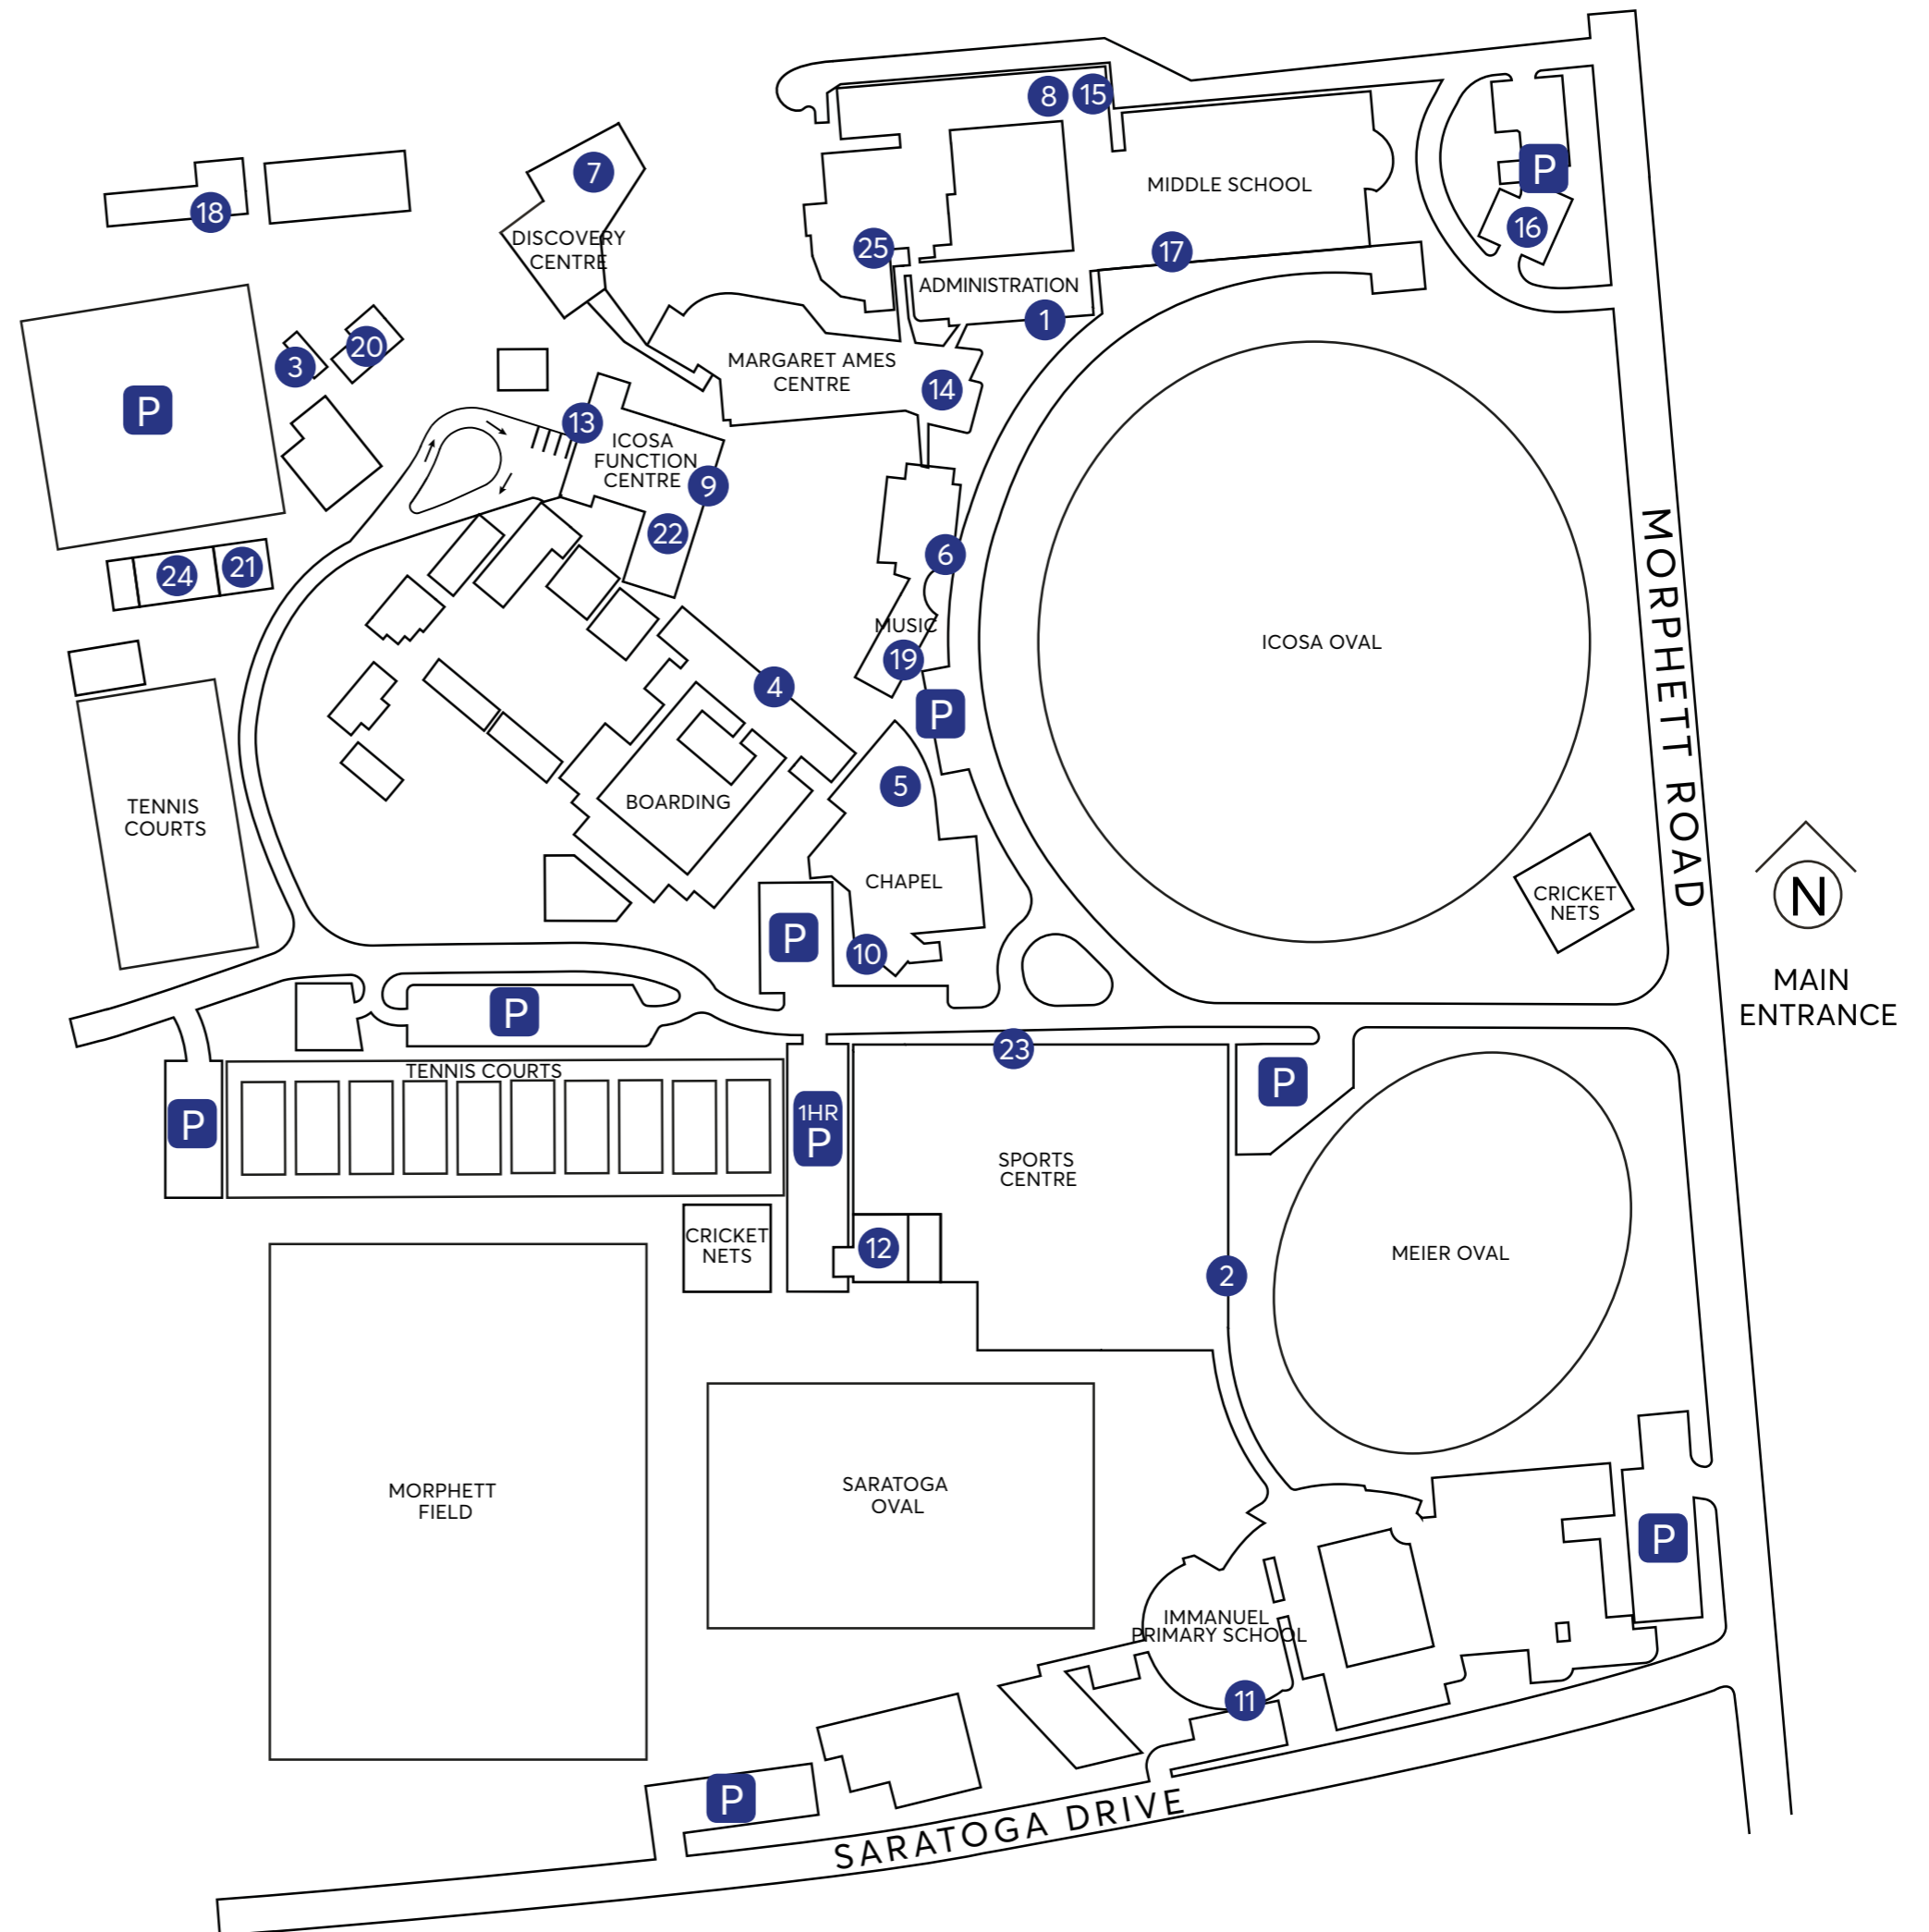 8
15
P
7
MIDDLE SCHOOL
18
16
DISCOVERY
CENTRE
25
17
ADMINISTRATION
1
20
3
MARGARET AMES
CENTRE
14
P
13
ICOSA
FUNCTION
CENTRE
9
22
6
24
21
MUSIC
19
ICOSA OVAL
MORPHETT ROAD
4
P
5
BOARDING
TENNIS
COURTS
CHAPEL
CRICKET
NETS
N
P
10
MAIN
ENTRANCE
P
23
TENNIS COURTS
P
P
1HR
P
SPORTS
CENTRE
CRICKET
NETS
12
2
MEIER OVAL
MORPHETT
FIELD
SARATOGA
OVAL
P
IMMANUEL
PRIMARY SCHOOL
11
P
SARATOGA DRIVE